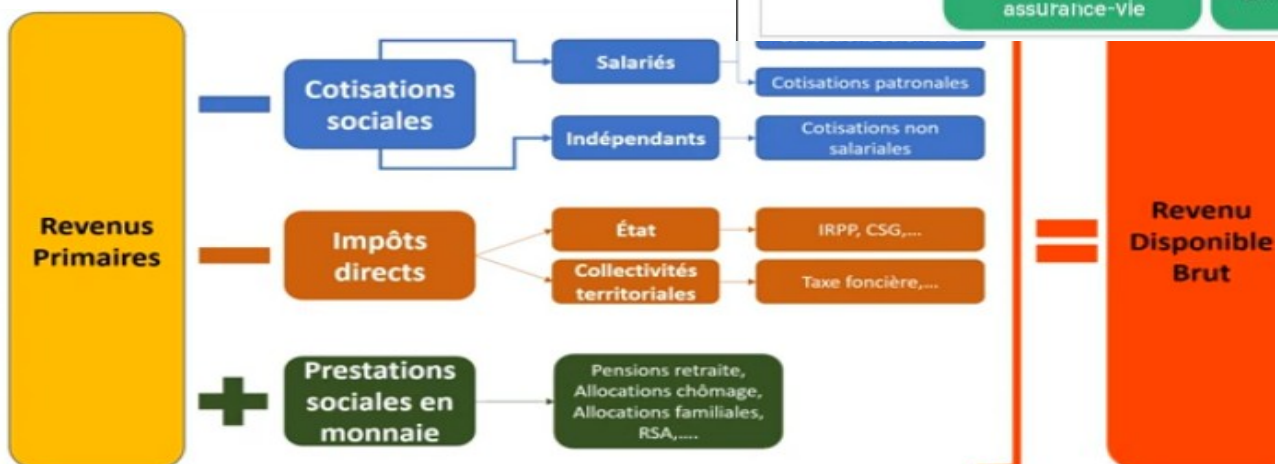 assurance-vie
Revenus
Primaires
Cotisations
sociales
Salariés
Cotisations patronales
Indépendants
Cotisations non
salariales
Impôts
directs
État
IRPP, CSG,...
Collectivités
territoriales
Taxe foncière,...
Prestations
sociales en
monnaie
Pensions retraite,
Allocations chômage,
Allocations familiales,
RSA,....
Revenu
Disponible
Brut